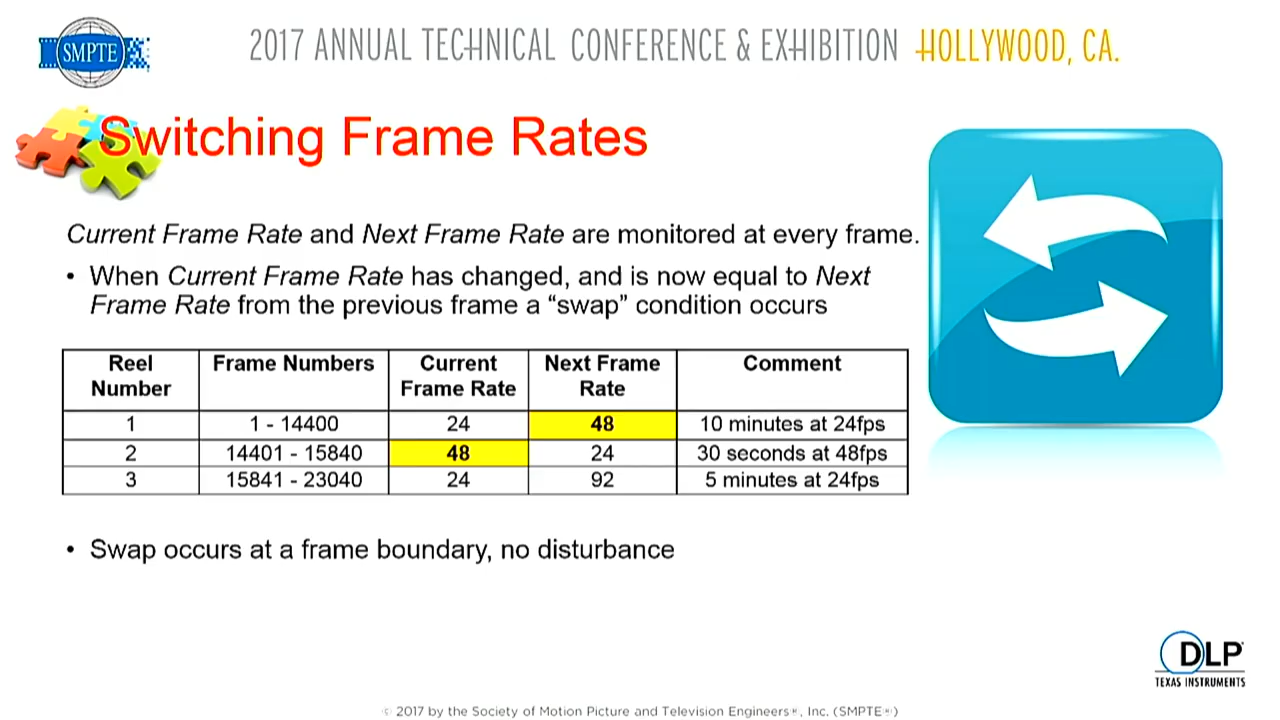 SMPTE
2017 ANNUAL TECHNICAL CONFERENCE & EXHIBITION HOLLYWOOD, CA.
Switching Frame Rates
Current Frame Rate and Next Frame Rate are monitored at every frame.
• When Current Frame Rate has changed, and is now equal to Next
Frame Rate from the previous frame a “swap” condition occurs
Reel Number Frame Numbers Current Frame Rate Next Frame Rate Comment
1 1 - 14400 24 48 10 minutes at 24fps
2 14401 - 15840 48 24 30 seconds at 48fps
3 15841 - 23040 24 92 5 minutes at 24fps
• Swap occurs at a frame boundary, no disturbance
DLP
TEXAS INSTRUMENTS
© 2017 by the Society of Motion Picture and Television Engineers®, Inc. (SMPTE®)